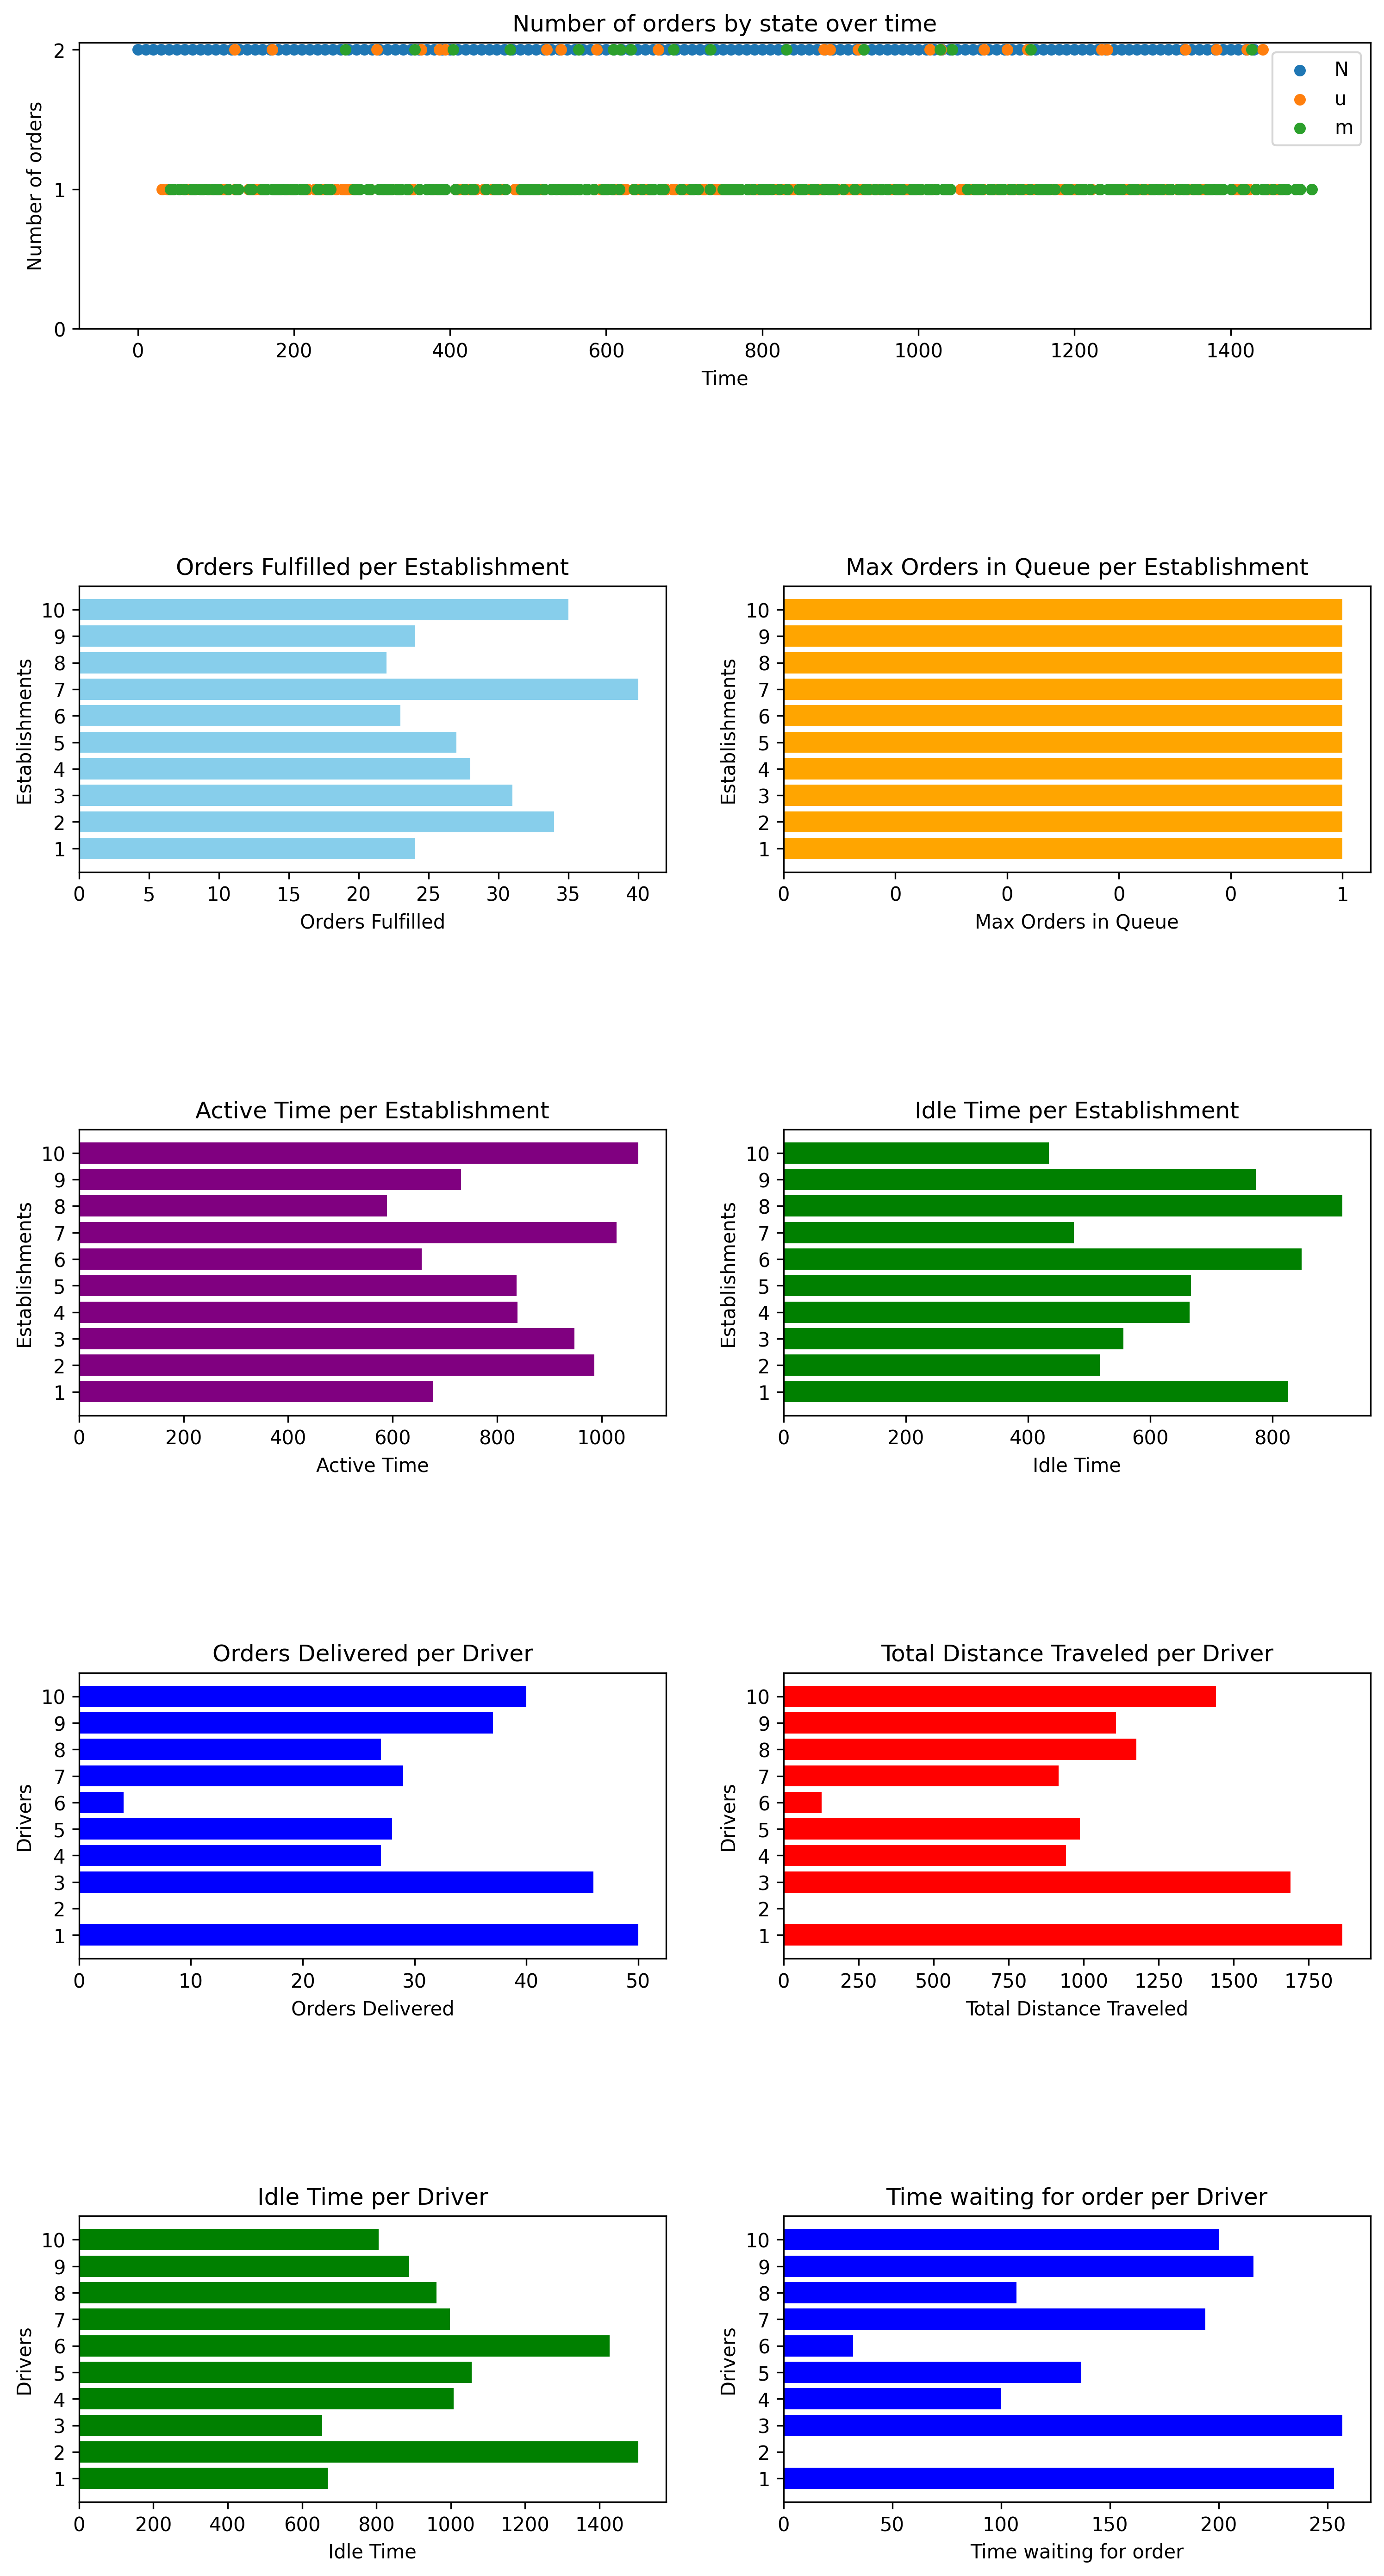 Number of orders by state over time
Number of orders
2
1
0
N
u
m
0 200 400 600 800 1000 1200 1400
Time
Orders Fulfilled per Establishment
Establishments
10
9
8
7
6
5
4
3
2
1
0 5 10 15 20 25 30 35 40
Orders Fulfilled
Max Orders in Queue per Establishment
Establishments
10
9
8
7
6
5
4
3
2
1
0 0 0 0 0 1
Max Orders in Queue
Active Time per Establishment
Establishments
10
9
8
7
6
5
4
3
2
1
0 200 400 600 800 1000
Active Time
Idle Time per Establishment
Establishments
10
9
8
7
6
5
4
3
2
1
0 200 400 600 800
Idle Time
Orders Delivered per Driver
Drivers
10
9
8
7
6
5
4
3
2
1
0 10 20 30 40 50
Orders Delivered
Total Distance Traveled per Driver
Drivers
10
9
8
7
6
5
4
3
2
1
0 250 500 750 1000 1250 1500 1750
Total Distance Traveled
Idle Time per Driver
Drivers
10
9
8
7
6
5
4
3
2
1
0 200 400 600 800 1000 1200 1400
Idle Time
Time waiting for order per Driver
Drivers
10
9
8
7
6
5
4
3
2
1
0 50 100 150 200 250
Time waiting for order